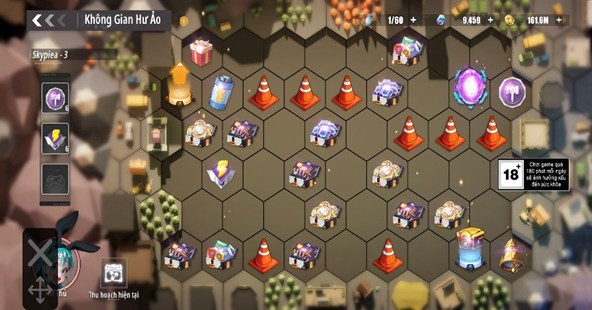 Không Gian Hư Ảo
1/60 +
9.459 +
161.6M +
Skypiea - 3
6
6
18+
Chơi game quá
180 phút mỗi ngày
sẽ ảnh hưởng xấu
đến sức khỏe
Thu hoạch hiện tại